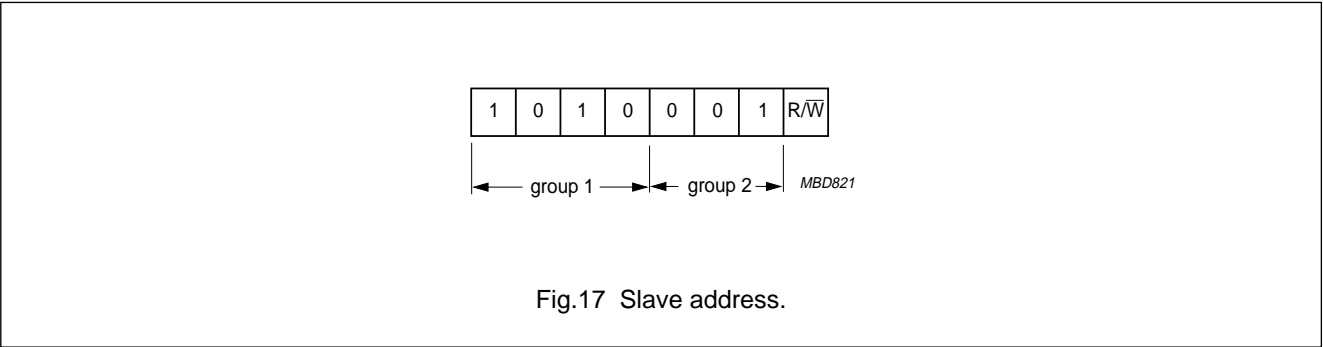 1 0 1 0 0 0 1 R/W̅
group 1 group 2 MBD821
Fig.17 Slave address.